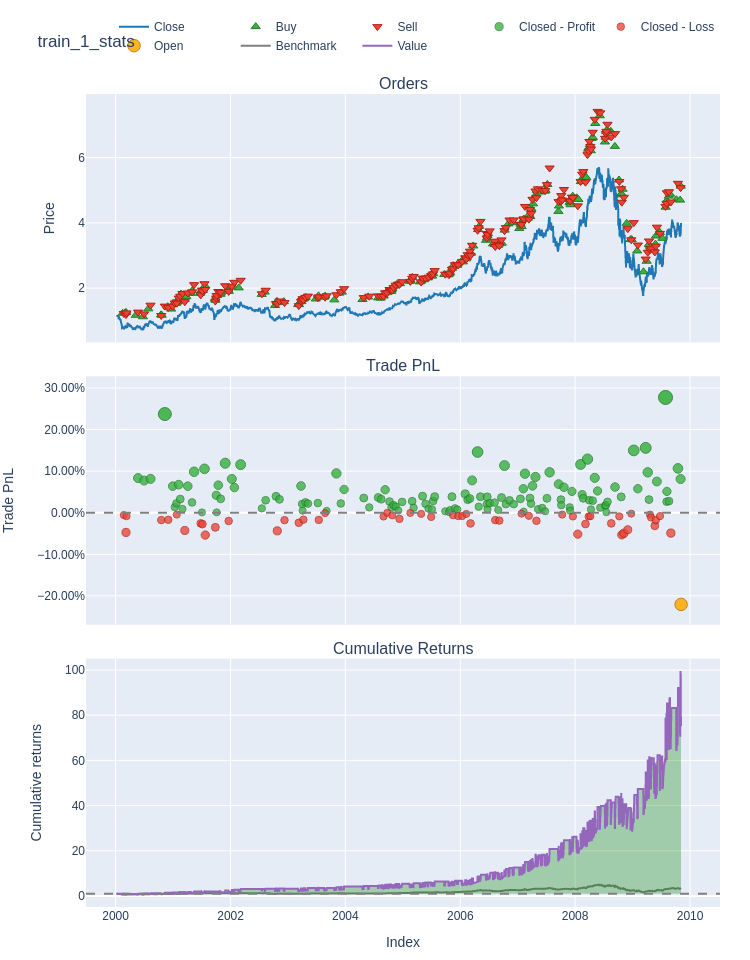 train_1_stats
Close
Buy
Sell
Closed - Profit
Closed - Loss
Open
Benchmark
Value
Orders
Price
6
4
2
Trade PnL
Trade PnL
30.00%
20.00%
10.00%
0.00%
−10.00%
−20.00%
Cumulative Returns
Cumulative returns
100
80
60
40
20
0
2000
2002
2004
2006
2008
2010
Index